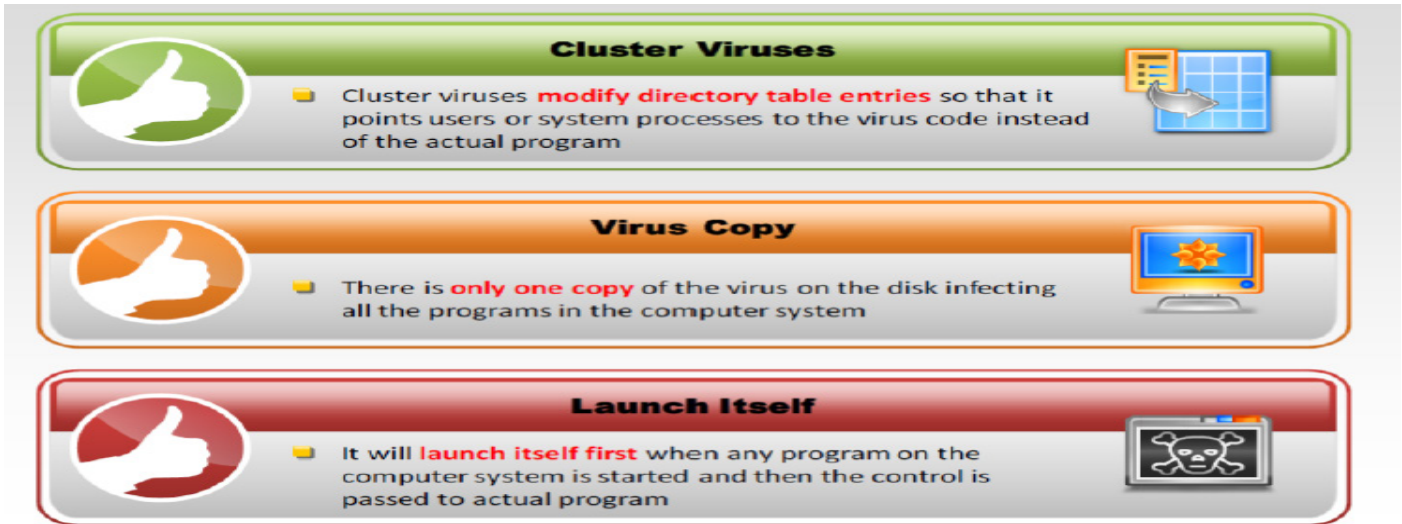 Cluster Viruses
Cluster viruses modify directory table entries so that it
points users or system processes to the virus code instead
of the actual program
Virus Copy
There is only one copy of the virus on the disk infecting
all the programs in the computer system
Launch Itself
It will launch itself first when any program on the
computer system is started and then the control is
passed to actual program